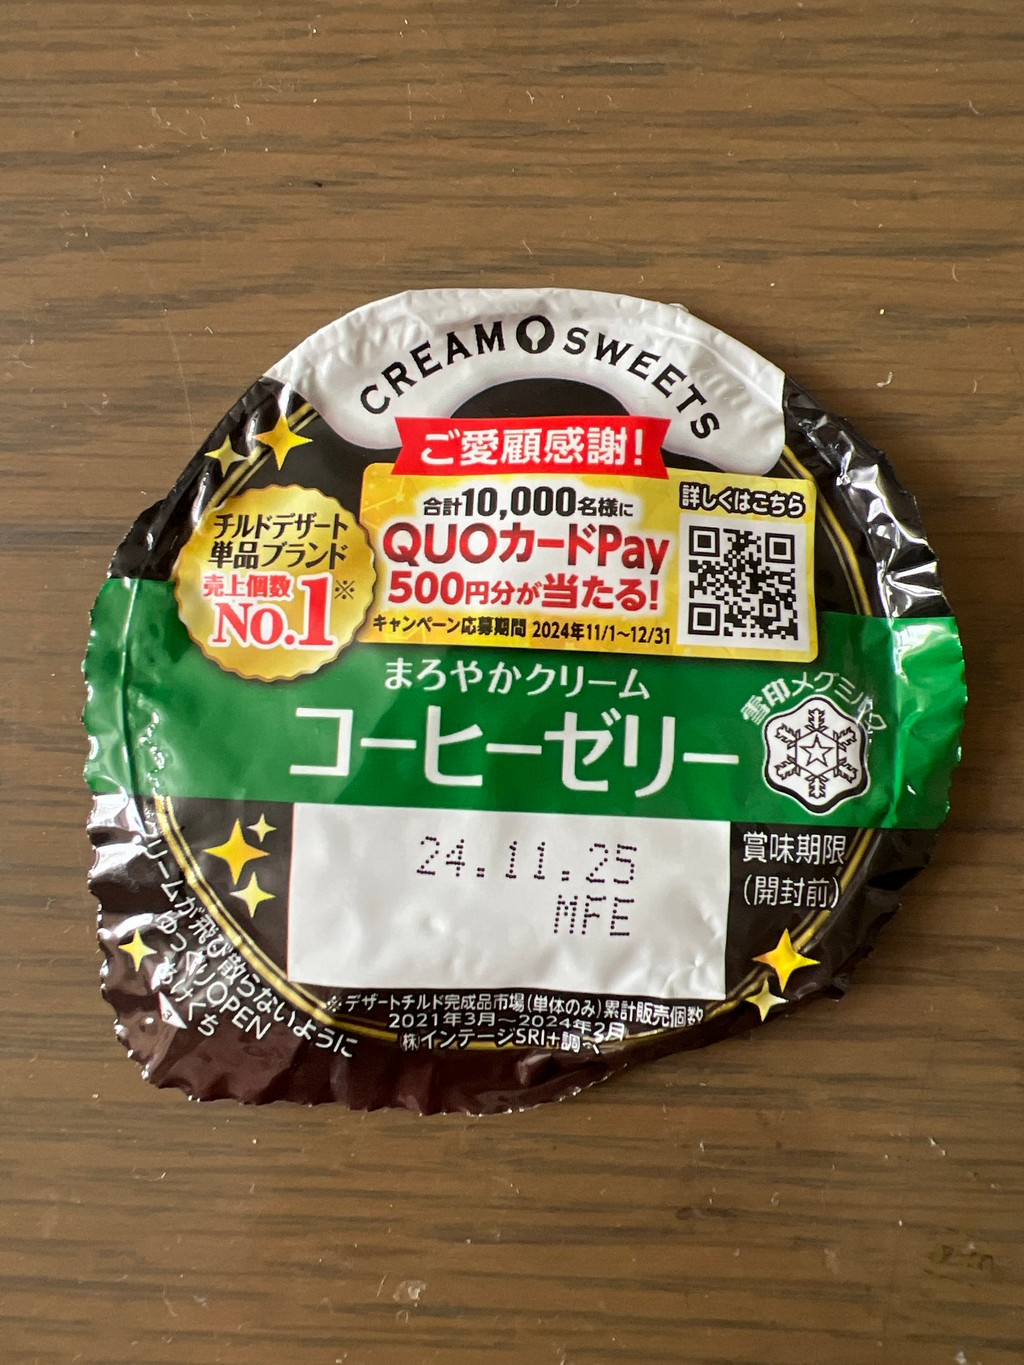 CREAM SWEETS
ご愛顧感謝!
チルドデザート
単品ブランド
売上個数
No.1※
合計10,000名様に
QUOカードPay
500円分が当たる!
キャンペーン応募期間 2024年11/1~12/31
詳しくはこちら
まろやかクリーム
コーヒーゼリー
雪印メグミルク
24.11.25
MFE
賞味期限
(開封前)
クリームが飛び散らないように
ゆっくりOPEN
あけくち
※デザートチルド完成品市場(単体のみ)累計販売個数
2021年3月~2024年2月
(株)インテージSRI+調べ